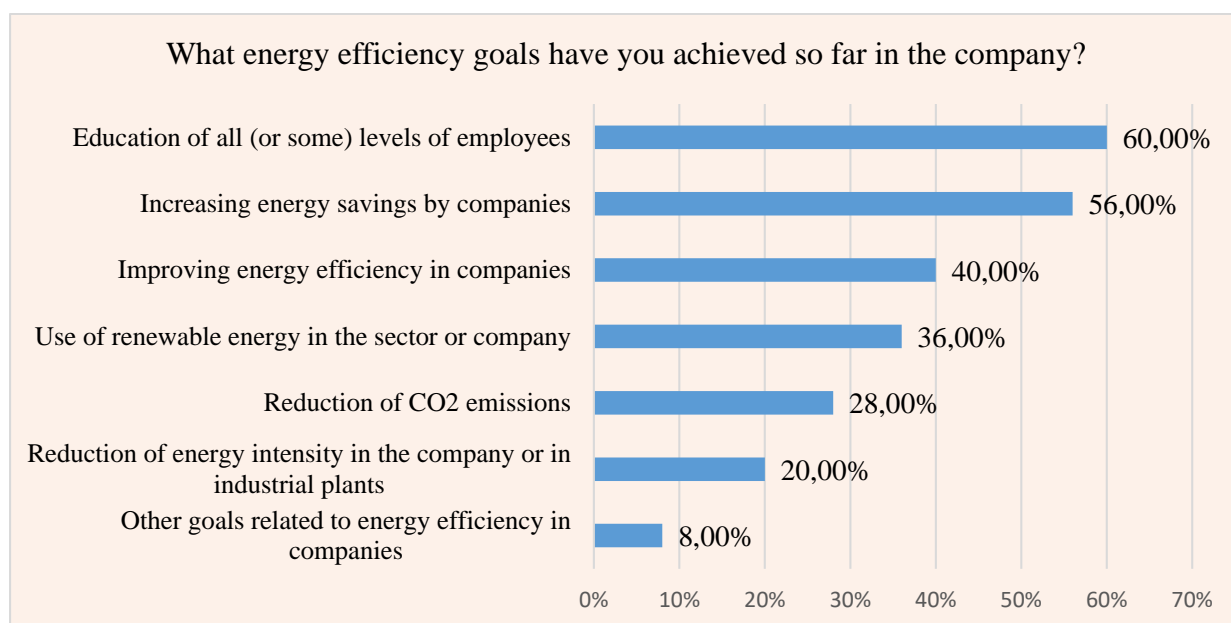 What energy efficiency goals have you achieved so far in the company?
Education of all (or some) levels of employees
60,00%
Increasing energy savings by companies
56,00%
Improving energy efficiency in companies
40,00%
Use of renewable energy in the sector or company
36,00%
Reduction of CO2 emissions
28,00%
Reduction of energy intensity in the company or in
industrial plants
20,00%
Other goals related to energy efficiency in
companies
8,00%
0% 10% 20% 30% 40% 50% 60% 70%